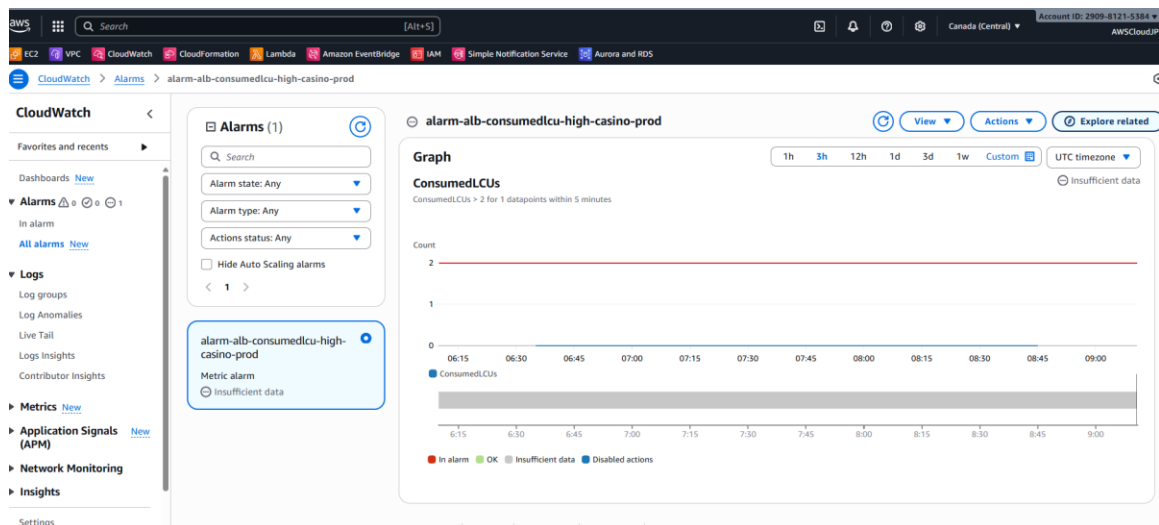 aws Search [Alt+S] Canada (Central) Account ID: 2909-8121-5384
AWSCloudJP
EC2 VPC CloudWatch CloudFormation Lambda Amazon EventBridge IAM Simple Notification Service Aurora and RDS
CloudWatch > Alarms > alarm-alb-consumedlcu-high-casino-prod
CloudWatch
Favorites and recents
Dashboards New
Alarms 0 0 1
In alarm
All alarms New
Logs
Log groups
Log Anomalies
Live Tail
Logs Insights
Contributor Insights
Metrics New
Application Signals New
(APM)
Network Monitoring
Insights
Settings
Alarms (1)
Search
Alarm state: Any
Alarm type: Any
Actions status: Any
Hide Auto Scaling alarms
< 1 >
alarm-alb-consumedlcu-high-
casino-prod
Metric alarm
Insufficient data
alarm-alb-consumedlcu-high-casino-prod View Actions Explore related
Graph 1h 3h 12h 1d 3d 1w Custom UTC timezone
ConsumedLCUs Insufficient data
ConsumedLCUs > 2 for 1 datapoints within 5 minutes
Count
2
1
0
06:15 06:30 06:45 07:00 07:15 07:30 07:45 08:00 08:15 08:30 08:45 09:00
ConsumedLCUs
6:15 6:30 6:45 7:00 7:15 7:30 7:45 8:00 8:15 8:30 8:45 9:00
In alarm OK Insufficient data Disabled actions